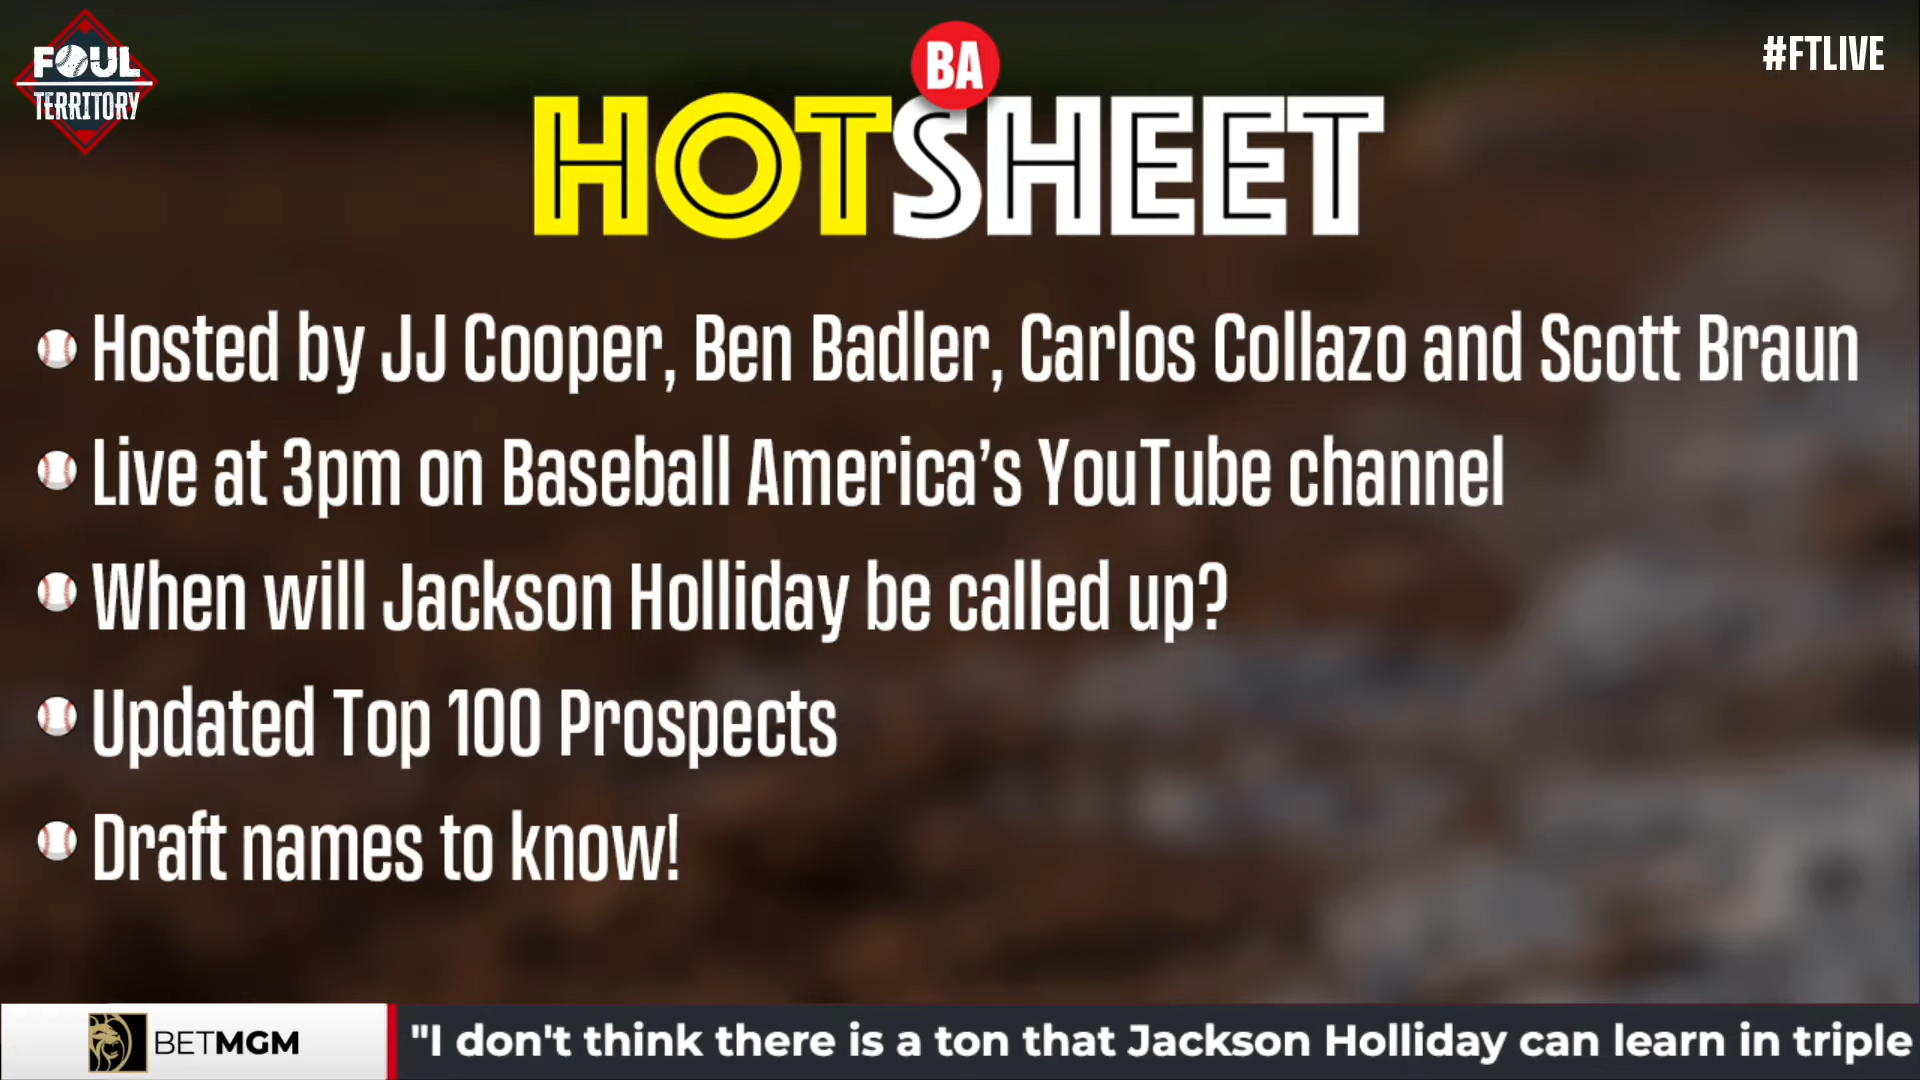 FOUL
TERRITORY
#FTLIVE
BA
HOTSHEET
Hosted by JJ Cooper, Ben Badler, Carlos Collazo and Scott Braun
Live at 3pm on Baseball America’s YouTube channel
When will Jackson Holliday be called up?
Updated Top 100 Prospects
Draft names to know!
BETMGM
"I don't think there is a ton that Jackson Holliday can learn in triple